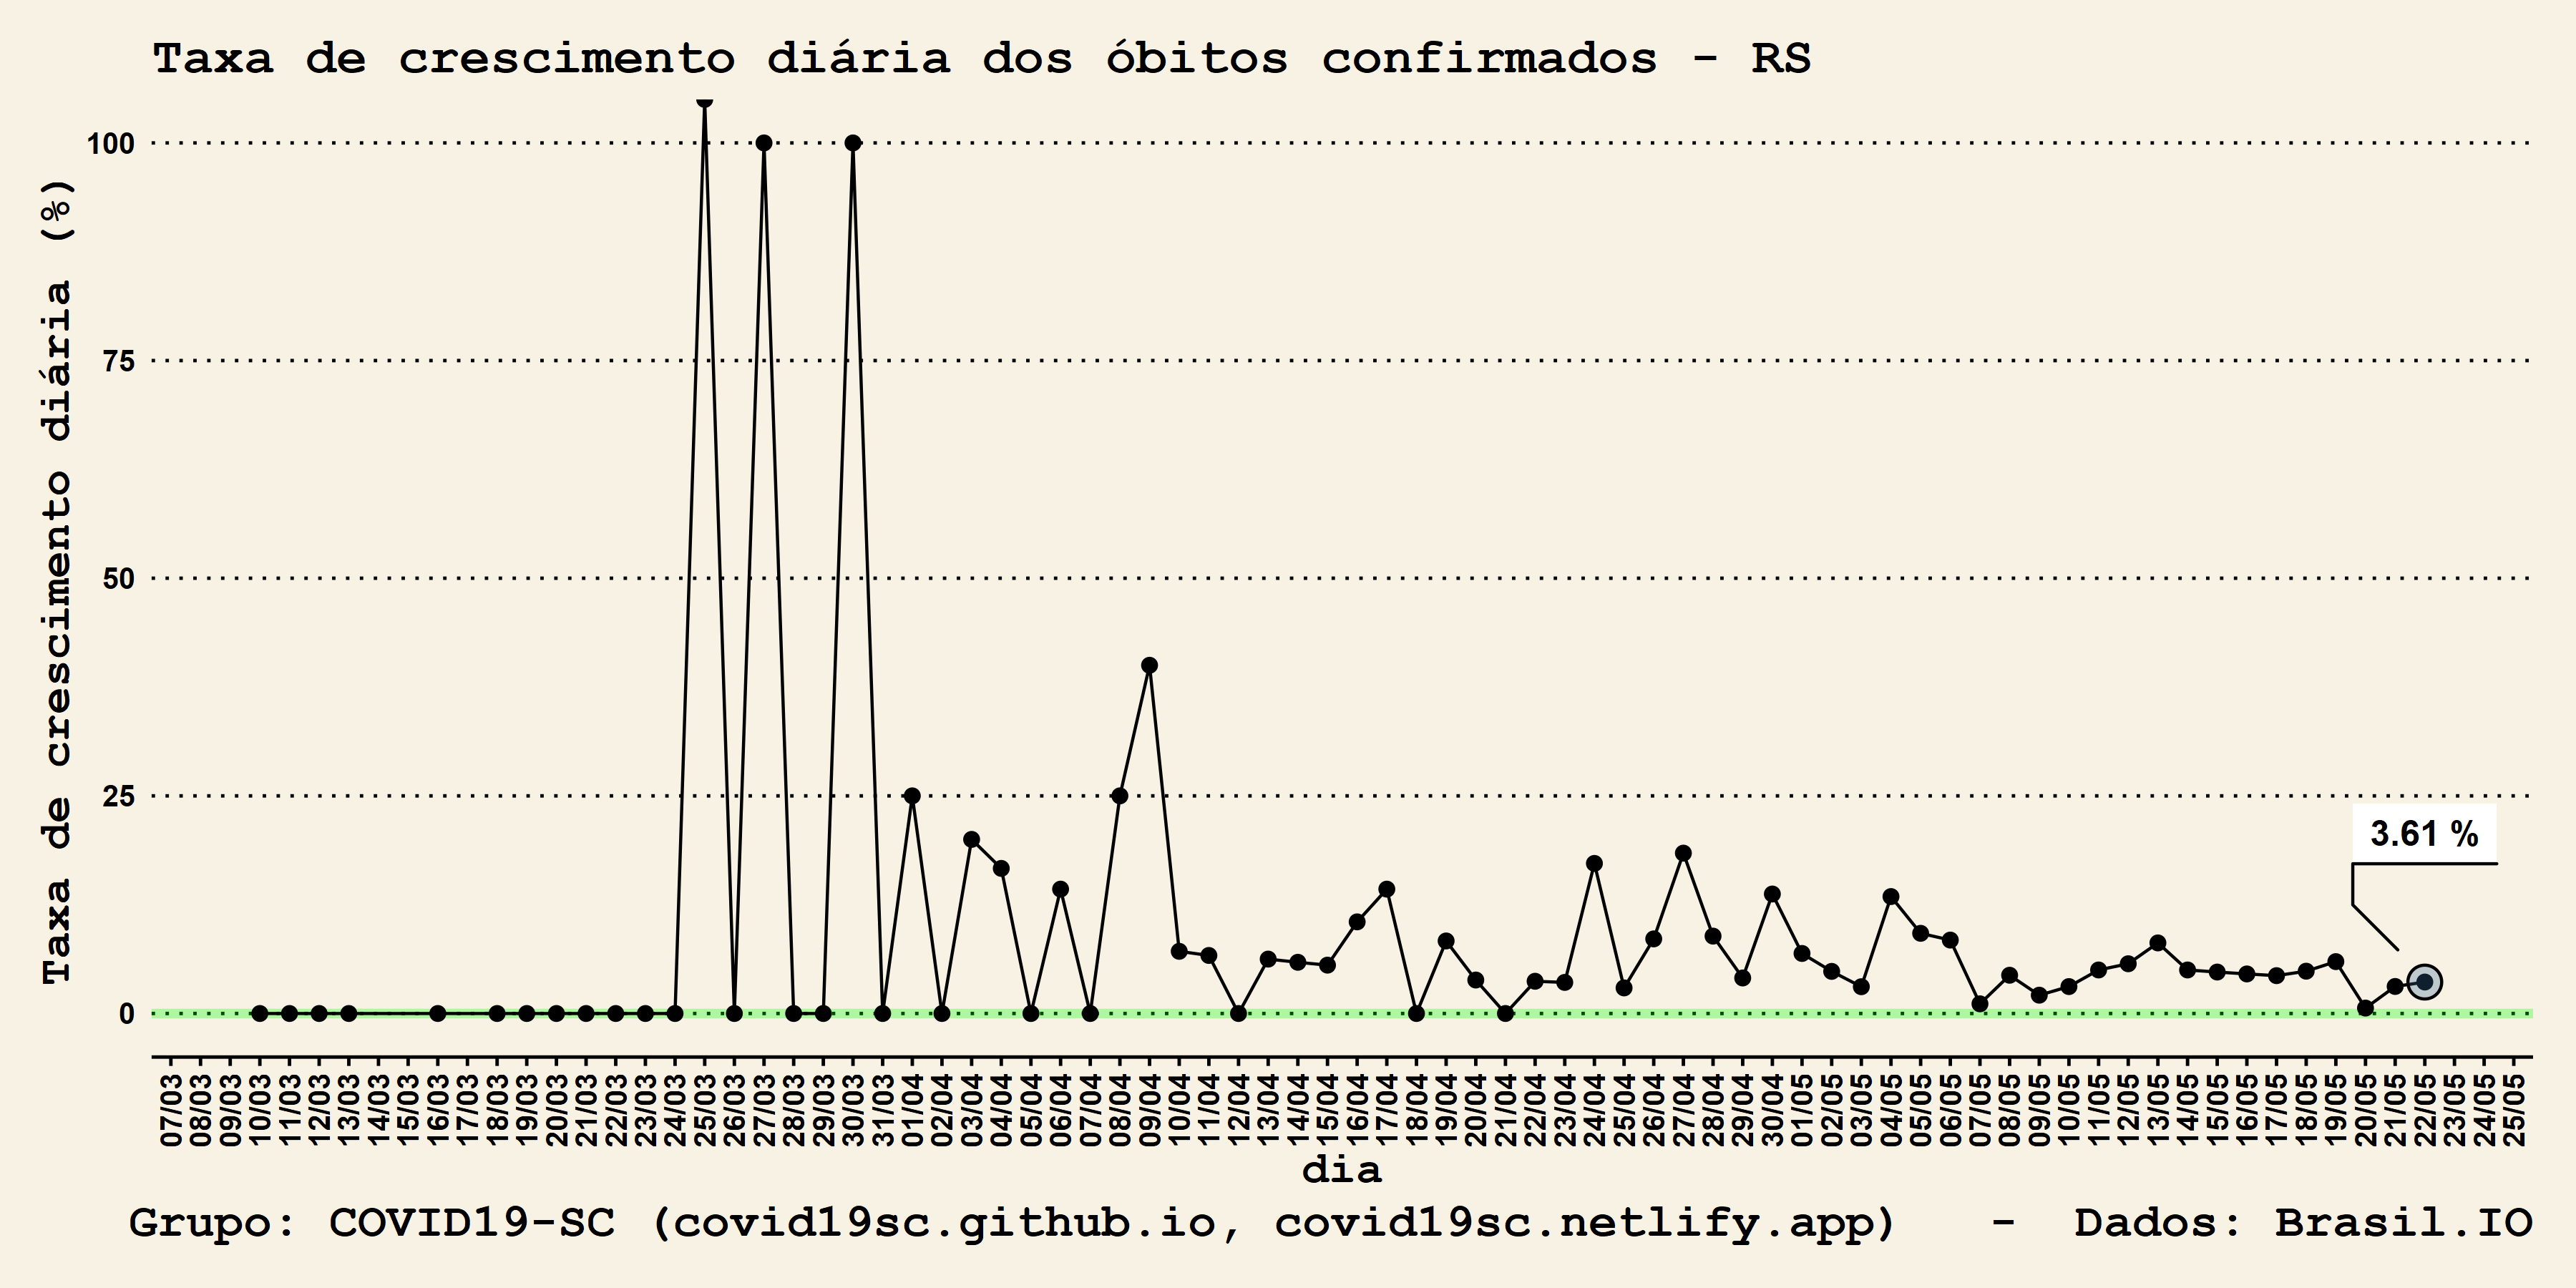 Taxa de crescimento diária dos óbitos confirmados - RS
Taxa de crescimento diária (%)
100
75
50
25
0
3.61 %
07/03 08/03 09/03 10/03 11/03 12/03 13/03 14/03 15/03 16/03 17/03 18/03 19/03 20/03 21/03 22/03 23/03 24/03 25/03 26/03 27/03 28/03 29/03 30/03 31/03 01/04 02/04 03/04 04/04 05/04 06/04 07/04 08/04 09/04 10/04 11/04 12/04 13/04 14/04 15/04 16/04 17/04 18/04 19/04 20/04 21/04 22/04 23/04 24/04 25/04 26/04 27/04 28/04 29/04 30/04 01/05 02/05 03/05 04/05 05/05 06/05 07/05 08/05 09/05 10/05 11/05 12/05 13/05 14/05 15/05 16/05 17/05 18/05 19/05 20/05 21/05 22/05 23/05 24/05 25/05
dia
Grupo: COVID19-SC (covid19sc.github.io, covid19sc.netlify.app) - Dados: Brasil.IO